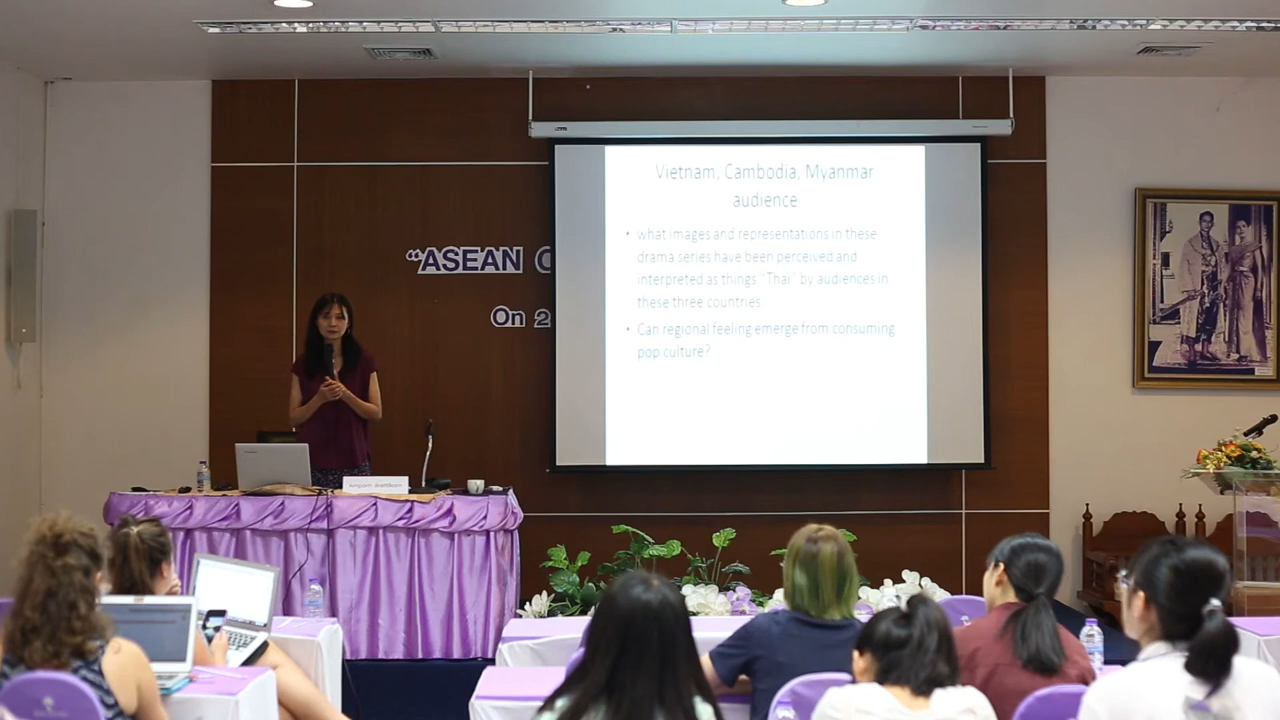 Vietnam, Cambodia, Myanmar
audience
• what images and representations in these
drama series have been perceived and
interpreted as things "Thai" by audiences in
these three countries.
• Can regional feeling emerge from consuming
pop culture?
“ASEAN
On 2